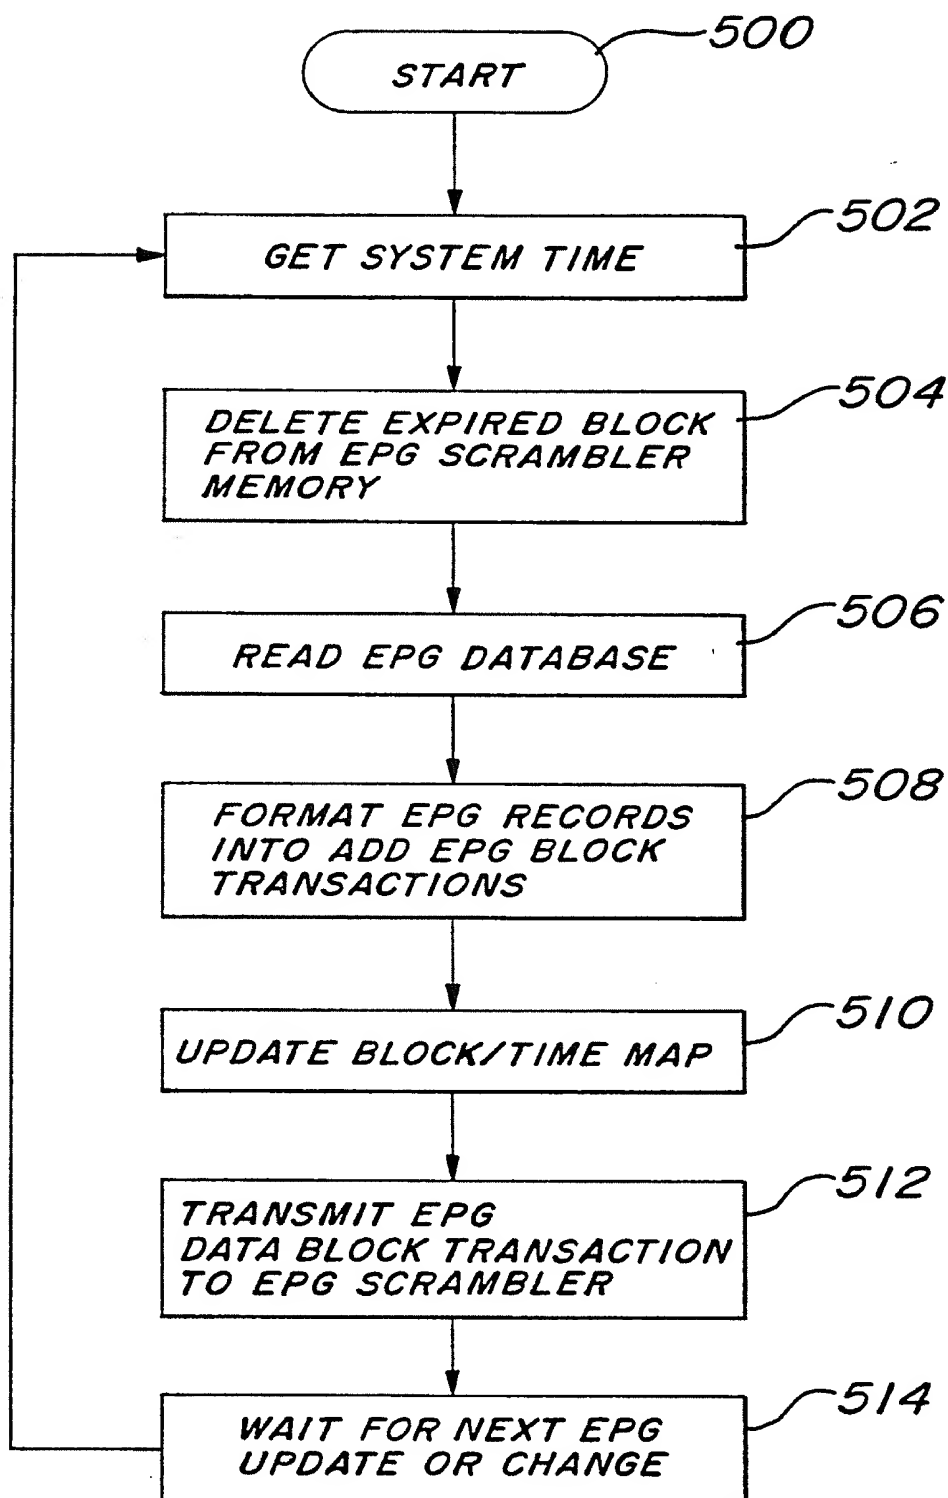 500
START
502
GET SYSTEM TIME
504
DELETE EXPIRED BLOCK
FROM EPG SCRAMBLER
MEMORY
506
READ EPG DATABASE
508
FORMAT EPG RECORDS
INTO ADD EPG BLOCK
TRANSACTIONS
510
UPDATE BLOCK/TIME MAP
512
TRANSMIT EPG
DATA BLOCK TRANSACTION
TO EPG SCRAMBLER
514
WAIT FOR NEXT EPG
UPDATE OR CHANGE